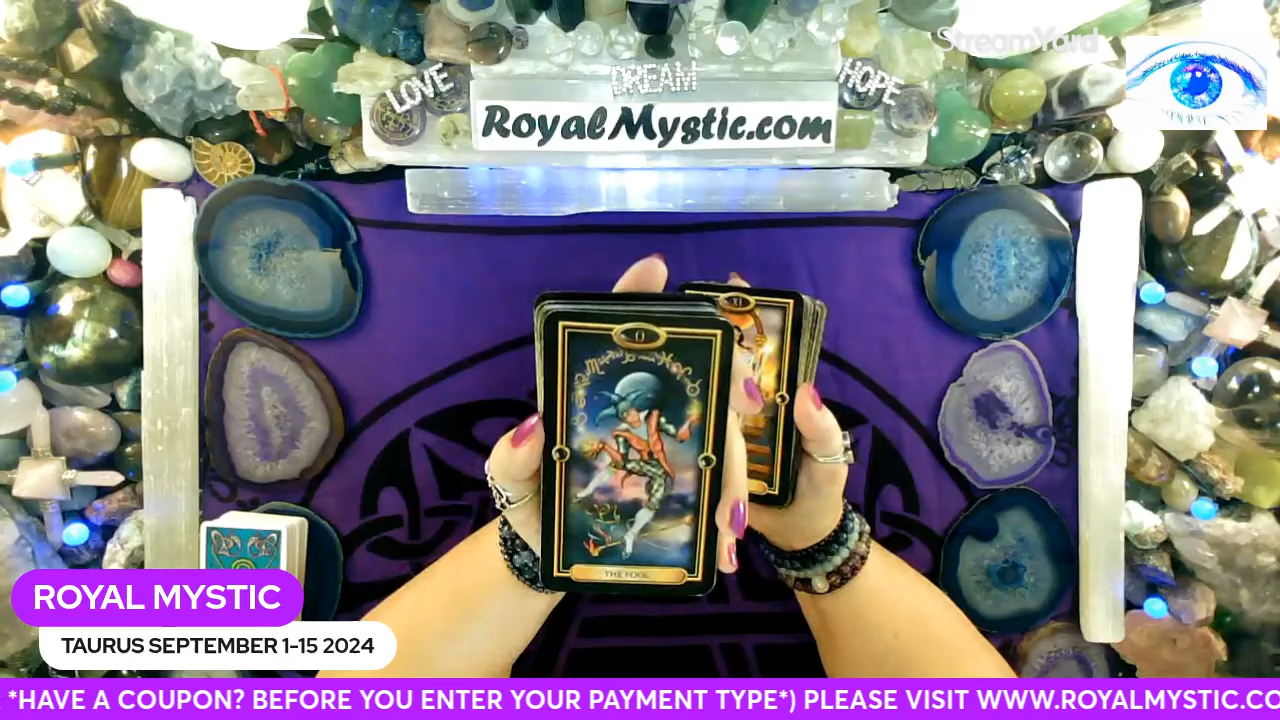 StreamYard
LOVE
DREAM
HOPE
RoyalMystic.com
XI
0
THE FOOL
ROYAL MYSTIC
TAURUS SEPTEMBER 1-15 2024
*HAVE A COUPON? BEFORE YOU ENTER YOUR PAYMENT TYPE*) PLEASE VISIT WWW.ROYALMYSTIC.CO